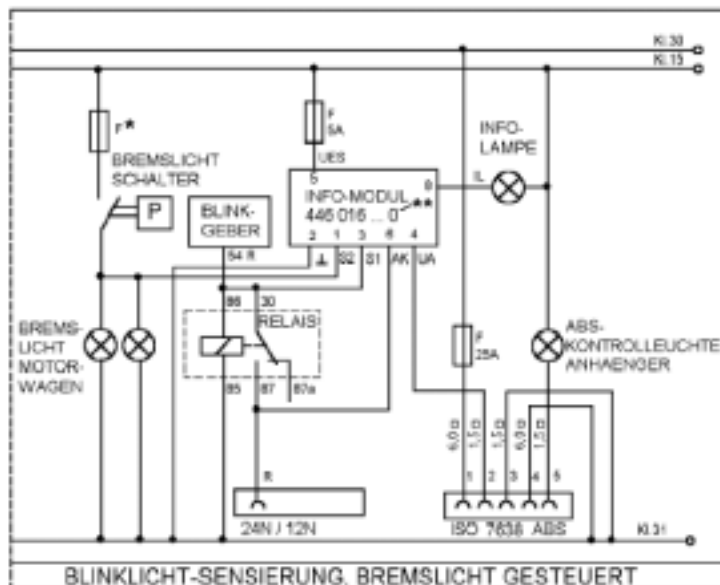 Kl.30
Kl.15
F*
F
5A
UES
INFO-
LAMPE
BREMSLICHT
SCHALTER
P
BLINK-
GEBER
5
8
IL
INFO-MODUL
446 016 ... 0 **
2 1 3 6 4
54 R
⊥ S2 S1 AK UA
86 30
RELAIS
BREMS-
LICHT
MOTOR-
WAGEN
F
25A
ABS-
KONTROLLEUCHTE
ANHAENGER
85 87 87a
6,0 □ 1,5 □ 1,5 □ 6,0 □ 1,5 □
R
1 2 3 4 5
24N / 12N
ISO 7638 ABS
Kl.31
BLINKLICHT-SENSIERUNG, BREMSLICHT GESTEUERT